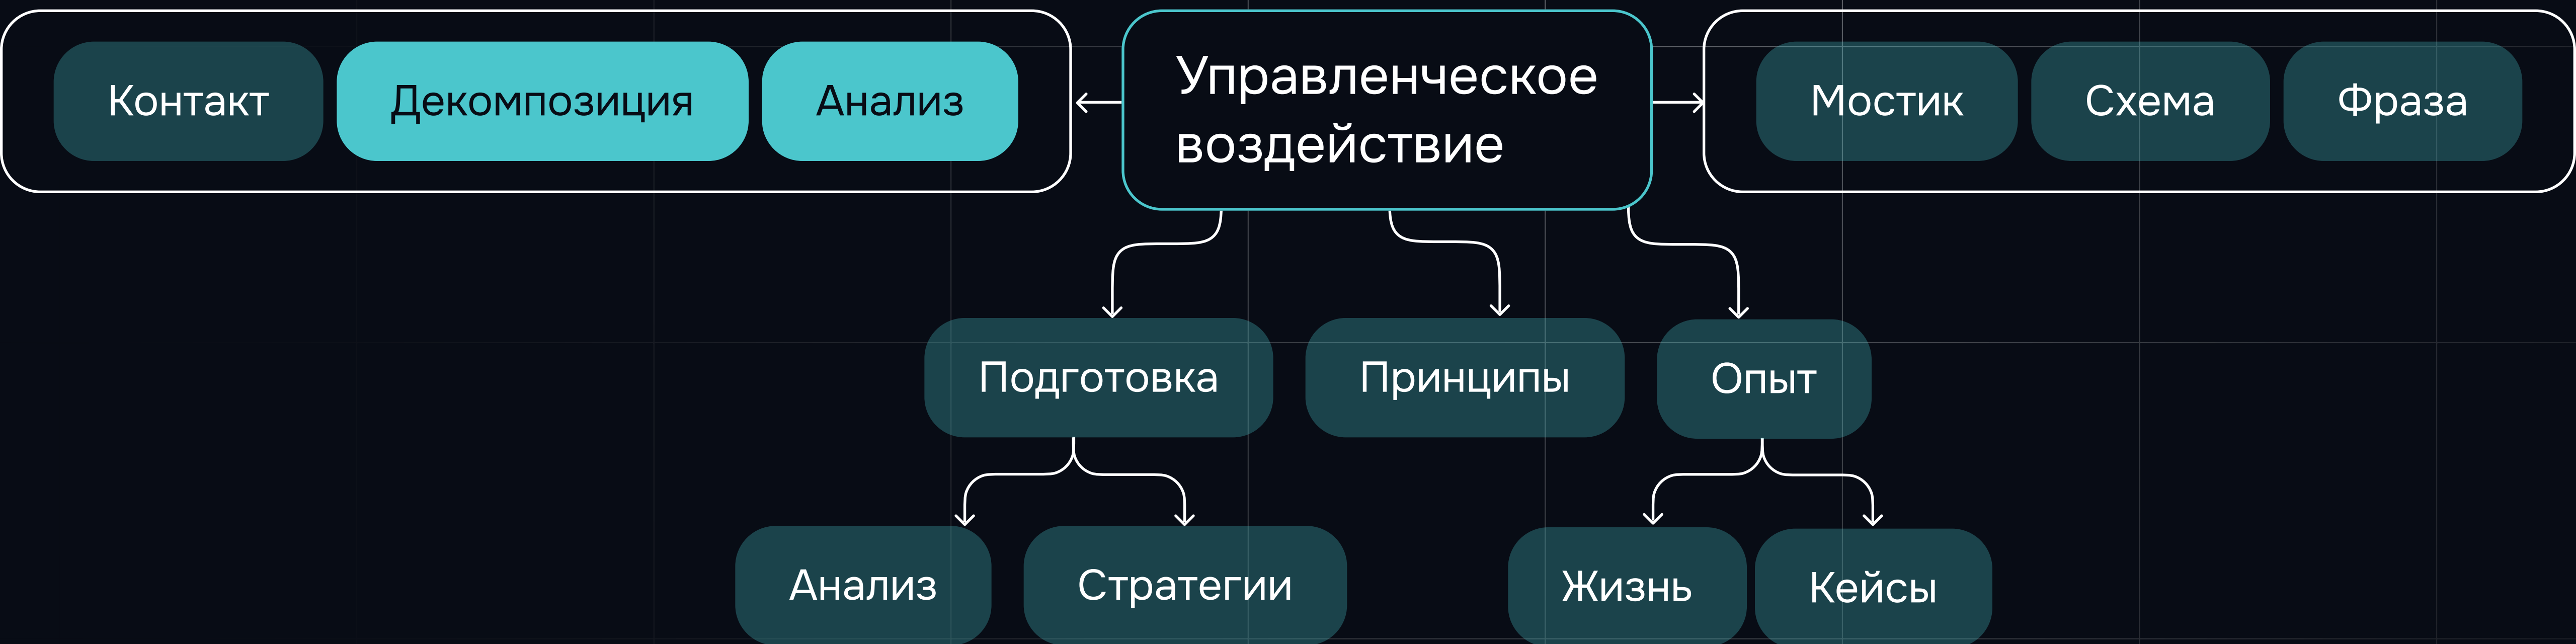 Контакт
Декомпозиция
Анализ
Управленческое
воздействие
Мостик
Схема
Фраза
Подготовка
Принципы
Опыт
Анализ
Стратегии
Жизнь
Кейсы